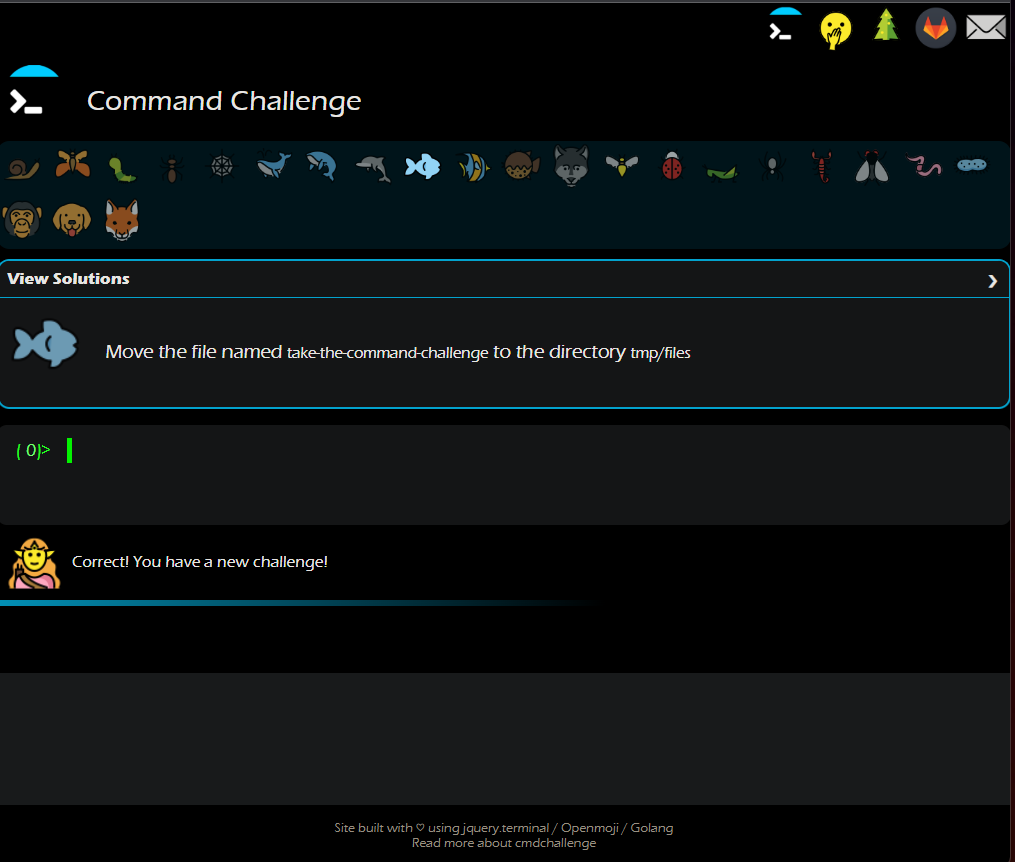 Command Challenge
View Solutions
Move the file named take-the-command-challenge to the directory tmp/files
( 0)>
Correct! You have a new challenge!
Site built with ♡ using jquery.terminal / Openmoji / Golang
Read more about cmdchallenge